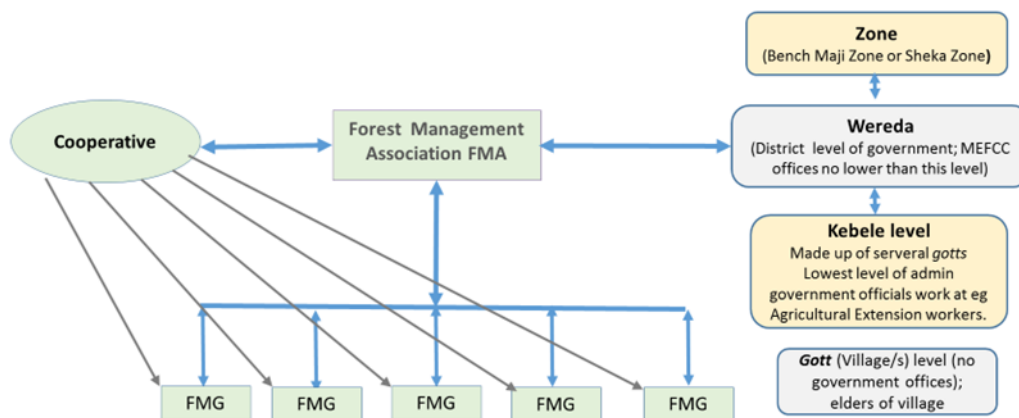 Zone
(Bench Maji Zone or Sheka Zone)
Cooperative
Forest Management
Association FMA
Wereda
(District level of government; MEFCC
offices no lower than this level)
Kebele level
Made up of serveral gotts
Lowest level of admin
government officials work at eg
Agricultural Extension workers.
Gott (Village/s) level (no
government offices);
elders of village
FMG
FMG
FMG
FMG
FMG